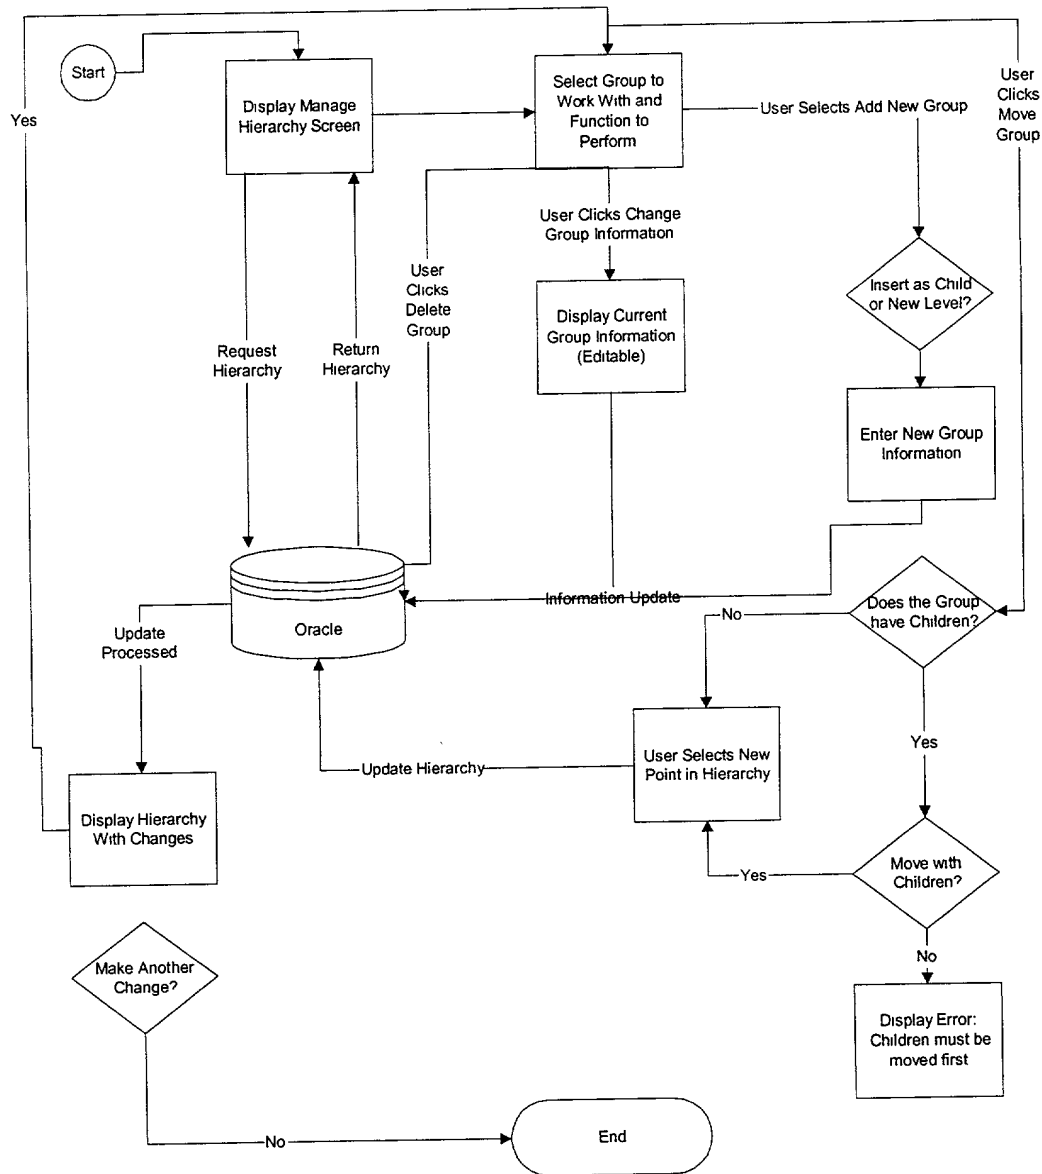 Start
Yes
Display Manage
Hierarchy Screen
Select Group to
Work With and
Function to
Perform
User Selects Add New Group
User
Clicks
Move
Group
User Clicks Change
Group Information
User
Clicks
Delete
Group
Insert as Child
or New Level?
Display Current
Group Information
(Editable)
Request
Hierarchy
Return
Hierarchy
Enter New Group
Information
Information Update
Oracle
Update
Processed
No
Does the Group
have Children?
Yes
User Selects New
Point in Hierarchy
Update Hierarchy
Display Hierarchy
With Changes
Yes
Move with
Children?
No
Make Another
Change?
Display Error:
Children must be
moved first
No
End